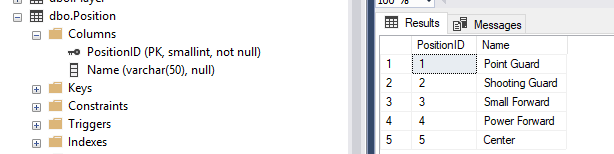 dbo.Position
Columns
PositionID (PK, smallint, not null)
Name (varchar(50), null)
Keys
Constraints
Triggers
Indexes
100 %
Results Messages
PositionID Name
1 1 Point Guard
2 2 Shooting Guard
3 3 Small Forward
4 4 Power Forward
5 5 Center